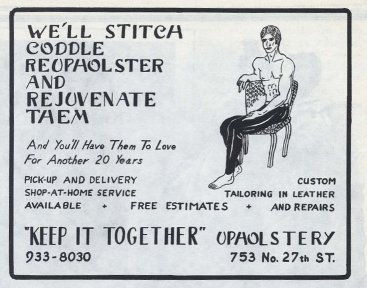 WE'LL STITCH
CODDLE
REUPHOLSTER
AND
REJUVENATE
THEM
And You'll Have Them To Love
For Another 20 Years
PICK-UP AND DELIVERY
SHOP-AT-HOME SERVICE
AVAILABLE + FREE ESTIMATES +
CUSTOM
TAILORING IN LEATHER
AND REPAIRS
"KEEP IT TOGETHER" UPHOLSTERY
933-8030 753 No. 27th ST.